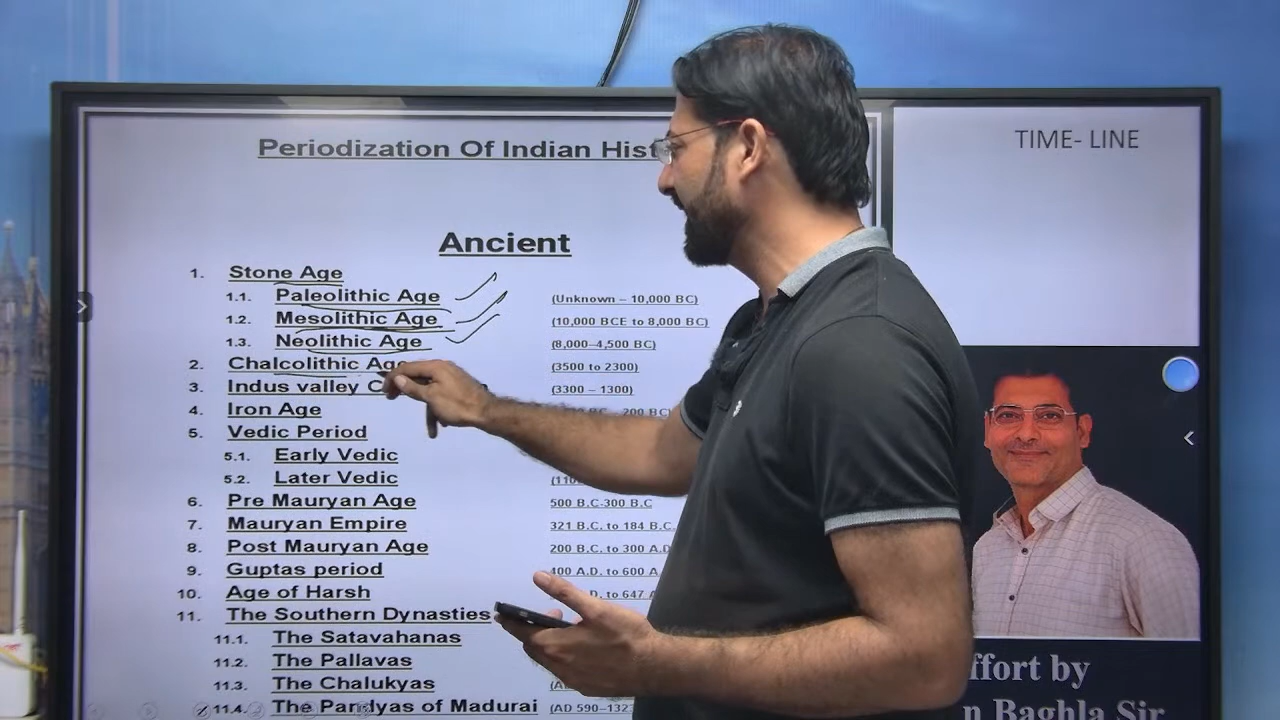 Periodization Of Indian
TIME- LINE
Ancient
1. Stone Age
1.1. Paleolithic Age (Unknown – 10,000 BC)
1.2. Mesolithic Age (10,000 BCE to 8,000 BC)
1.3. Neolithic Age (8,000–4,500 BC)
2. Chalcolithic Age (3500 to 2300)
3. Indus valley (3300 – 1300)
4. Iron Age 200 BC
5. Vedic Period
5.1. Early Vedic
5.2. Later Vedic
6. Pre Mauryan Age 500 B.C-300 B.C
7. Mauryan Empire 321 B.C. to 184 B.C.
8. Post Mauryan Age 200 B.C. to 300 A.D
9. Guptas period 400 A.D. to 600 A
10. Age of Harsh D. to 647 A
11. The Southern Dynasties
11.1. The Satavahanas
11.2. The Pallavas
11.3. The Chalukyas
11.4. The Pandyas of Madurai (AD 590–132
ffort by
n Baghla Sir